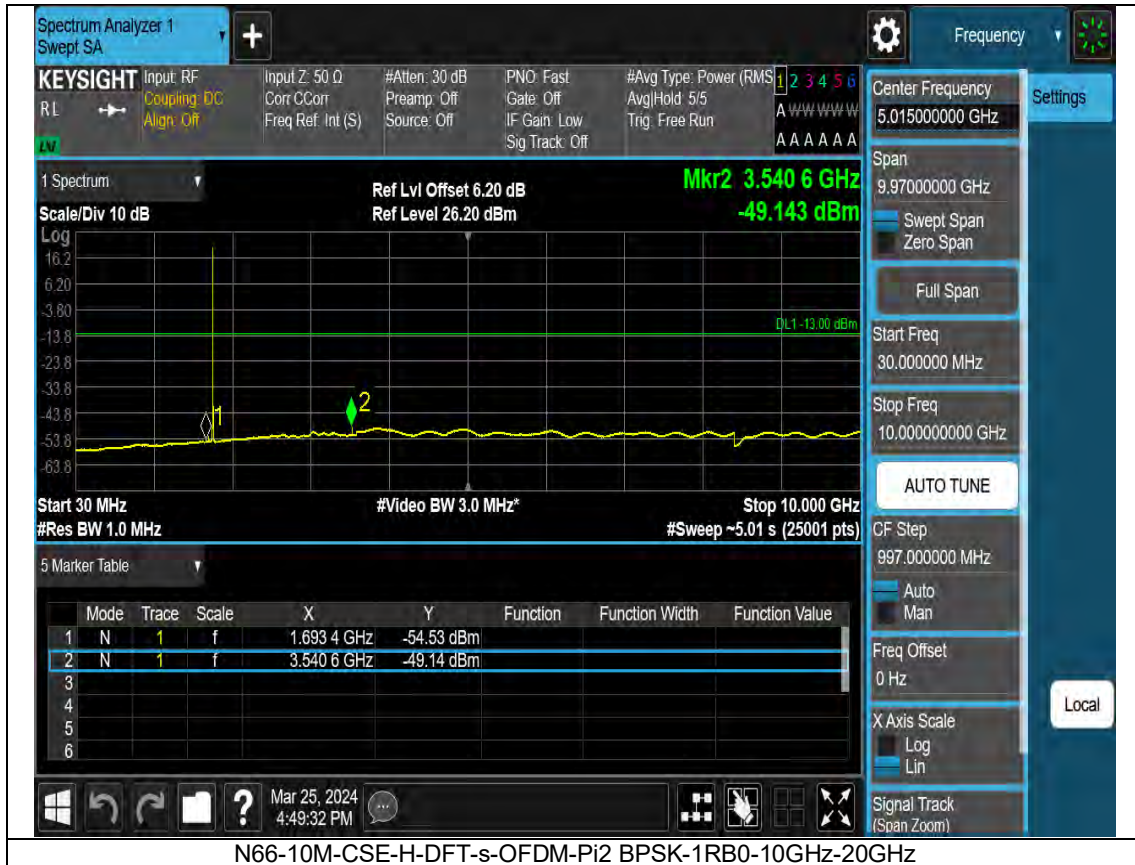 Spectrum Analyzer 1
Swept SA
Frequency
KEYSIGHT
RL
Input: RF
Coupling: DC
Align: Off
Input Z: 50 Ω
Corr CCorr
Freq Ref: Int (S)
#Atten: 30 dB
Preamp: Off
Source: Off
PNO: Fast
Gate: Off
IF Gain: Low
Sig Track: Off
#Avg Type: Power (RMS
Avg|Hold: 5/5
Trig: Free Run
1 2 3 4 5 6
A W W W W W
A A A A A A
1 Spectrum
Ref Lvl Offset 6.20 dB
Mkr2 3.540 6 GHz
Scale/Div 10 dB
Ref Level 26.20 dBm
-49.143 dBm
Log
16.2
6.20
-3.80
DL1 -13.00 dBm
-13.8
-23.8
-33.8
2
-43.8
1
-53.8
-63.8
Start 30 MHz
#Video BW 3.0 MHz*
Stop 10.000 GHz
#Res BW 1.0 MHz
#Sweep ~5.01 s (25001 pts)
5 Marker Table
Mode Trace Scale X Y Function Function Width Function Value
1 N 1 f 1.693 4 GHz -54.53 dBm
2 N 1 f 3.540 6 GHz -49.14 dBm
3
4
5
6
Center Frequency
5.015000000 GHz
Settings
Span
9.97000000 GHz
Swept Span
Zero Span
Full Span
Start Freq
30.000000 MHz
Stop Freq
10.000000000 GHz
AUTO TUNE
CF Step
997.000000 MHz
Auto
Man
Freq Offset
0 Hz
X Axis Scale
Log
Lin
Local
Signal Track
(Span Zoom)
?
Mar 25, 2024
4:49:32 PM
N66-10M-CSE-H-DFT-s-OFDM-Pi2 BPSK-1RB0-10GHz-20GHz